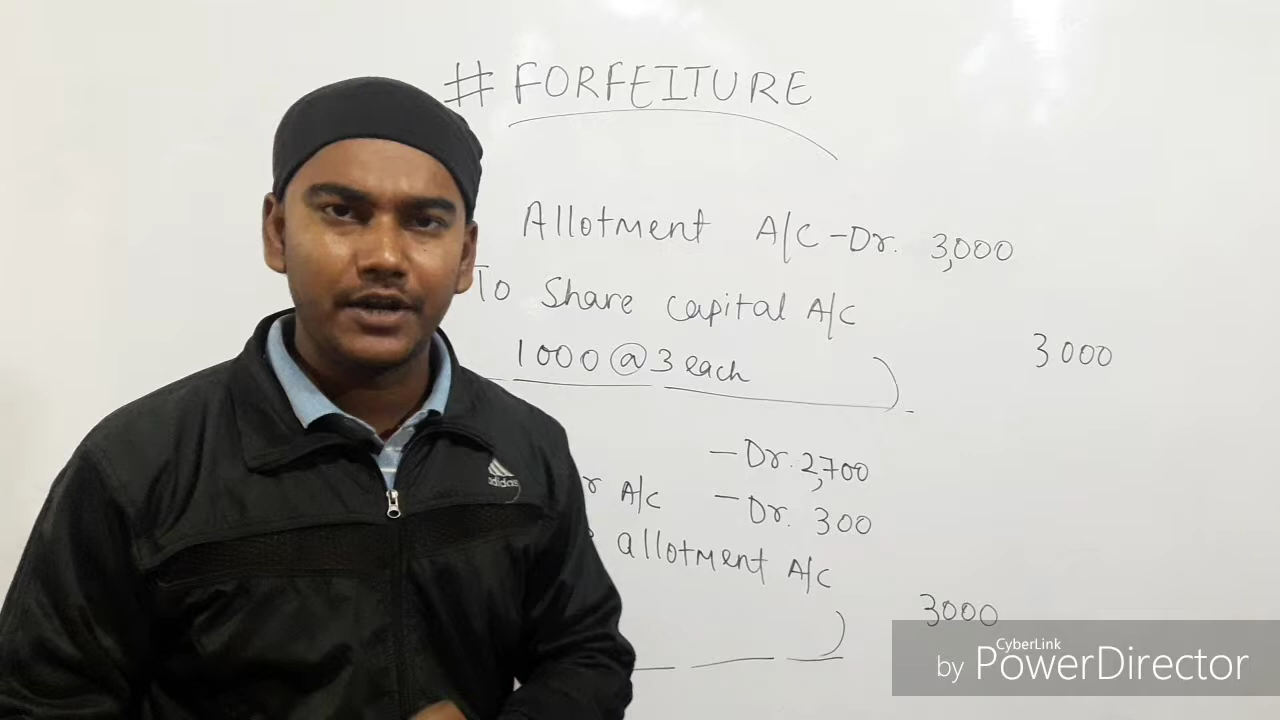 # FORFEITURE
Allotment A/C - Dr. 3,000
To Share capital A/C
3000
1000 @ 3 each
- Dr. 2,700
r A/C - Dr. 300
allotment A/C
3000
adidas
CyberLink
by PowerDirector